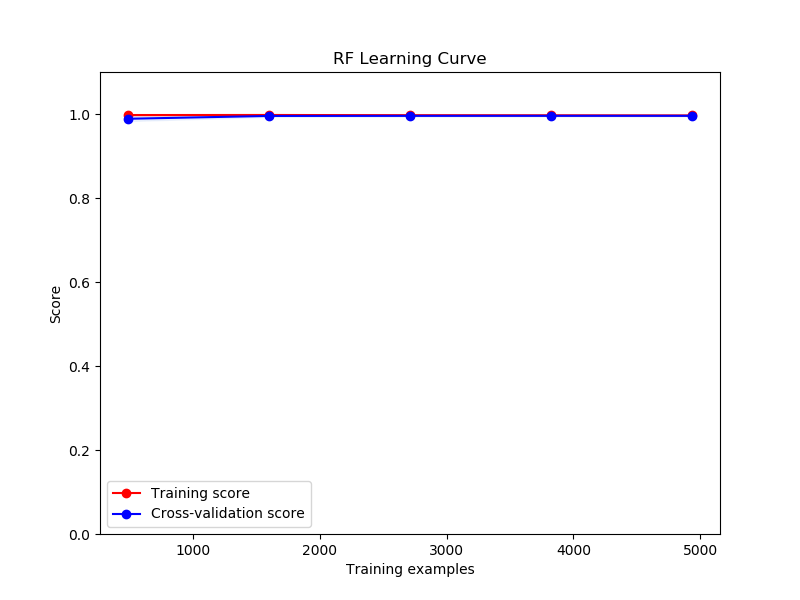 RF Learning Curve
1.0
0.8
0.6
0.4
0.2
0.0
Score
Training score
Cross-validation score
1000 2000 3000 4000 5000
Training examples